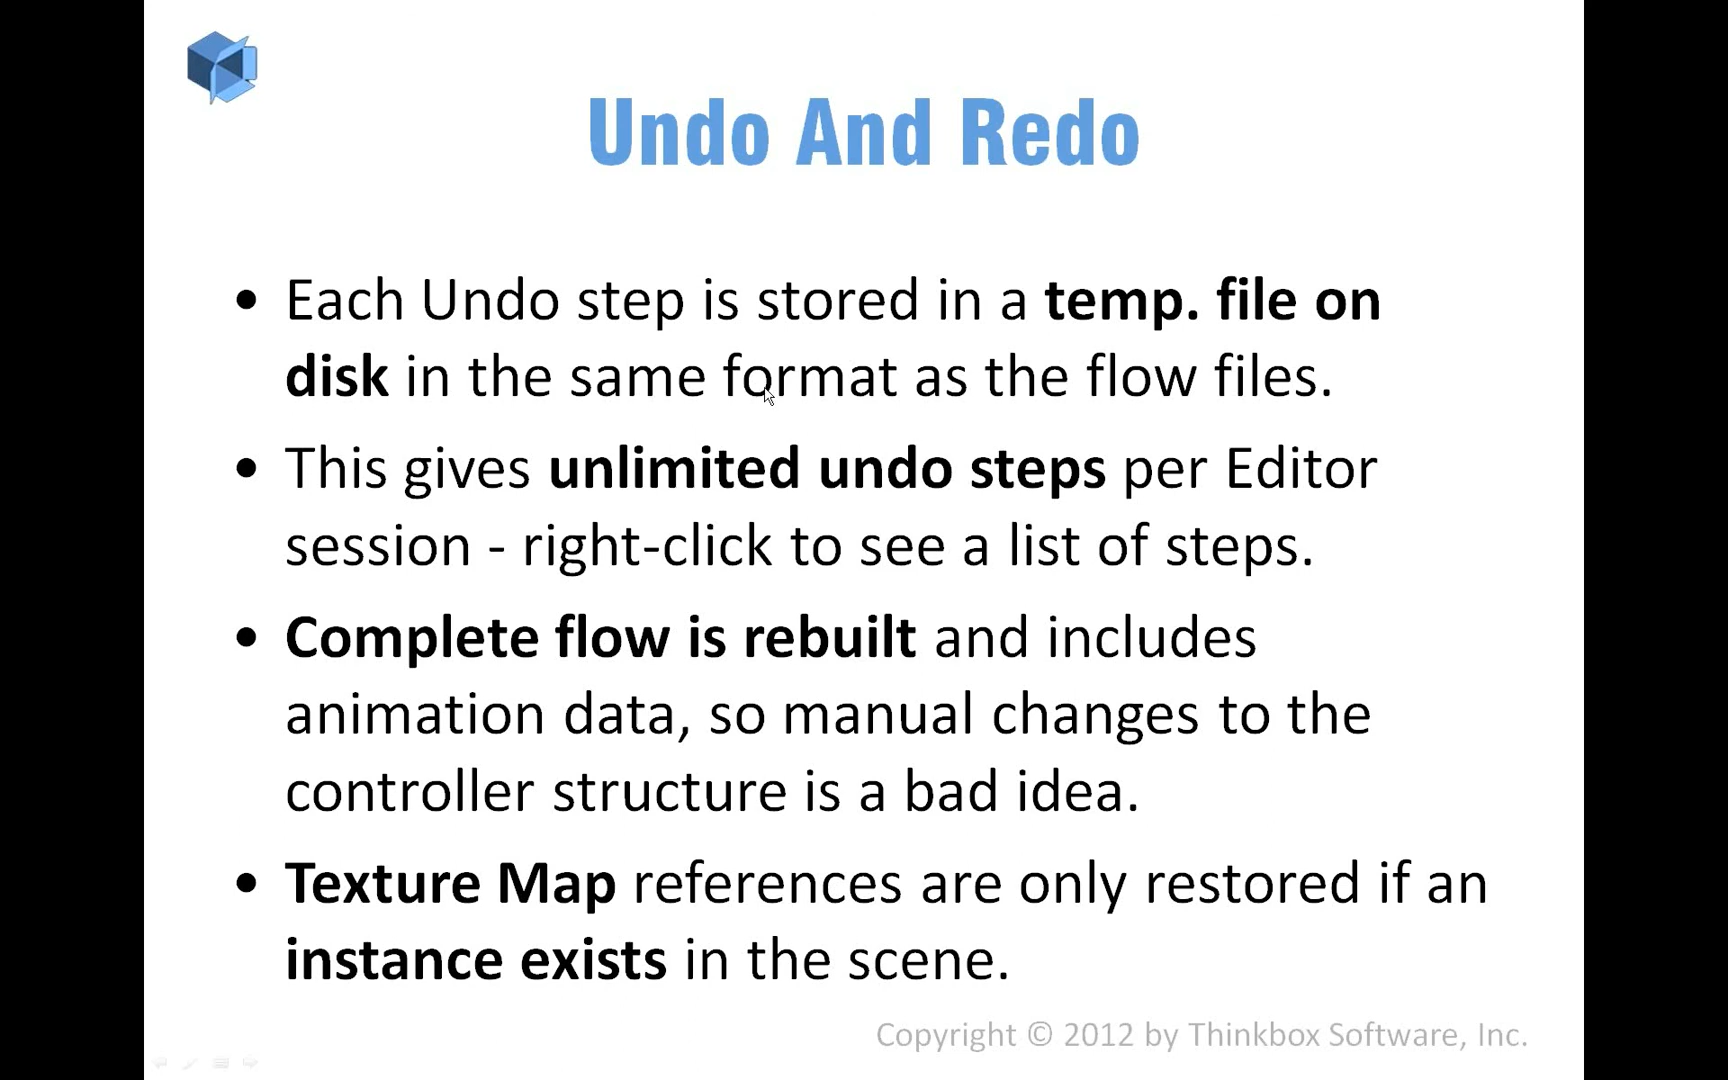 Undo And Redo
• Each Undo step is stored in a temp. file on
disk in the same format as the flow files.
• This gives unlimited undo steps per Editor
session - right-click to see a list of steps.
• Complete flow is rebuilt and includes
animation data, so manual changes to the
controller structure is a bad idea.
• Texture Map references are only restored if an
instance exists in the scene.
Copyright © 2012 by Thinkbox Software, Inc.